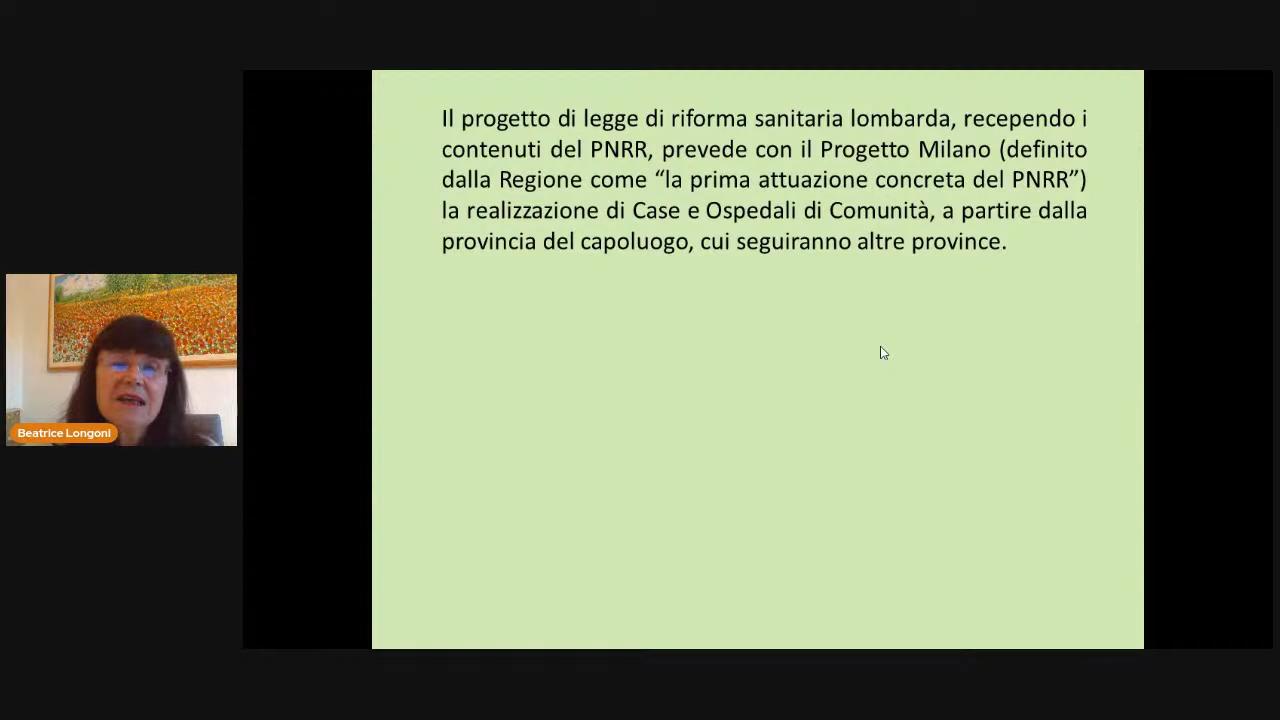 Il progetto di legge di riforma sanitaria lombarda, recependo i
contenuti del PNRR, prevede con il Progetto Milano (definito
dalla Regione come “la prima attuazione concreta del PNRR”)
la realizzazione di Case e Ospedali di Comunità, a partire dalla
provincia del capoluogo, cui seguiranno altre province.
Beatrice Longoni